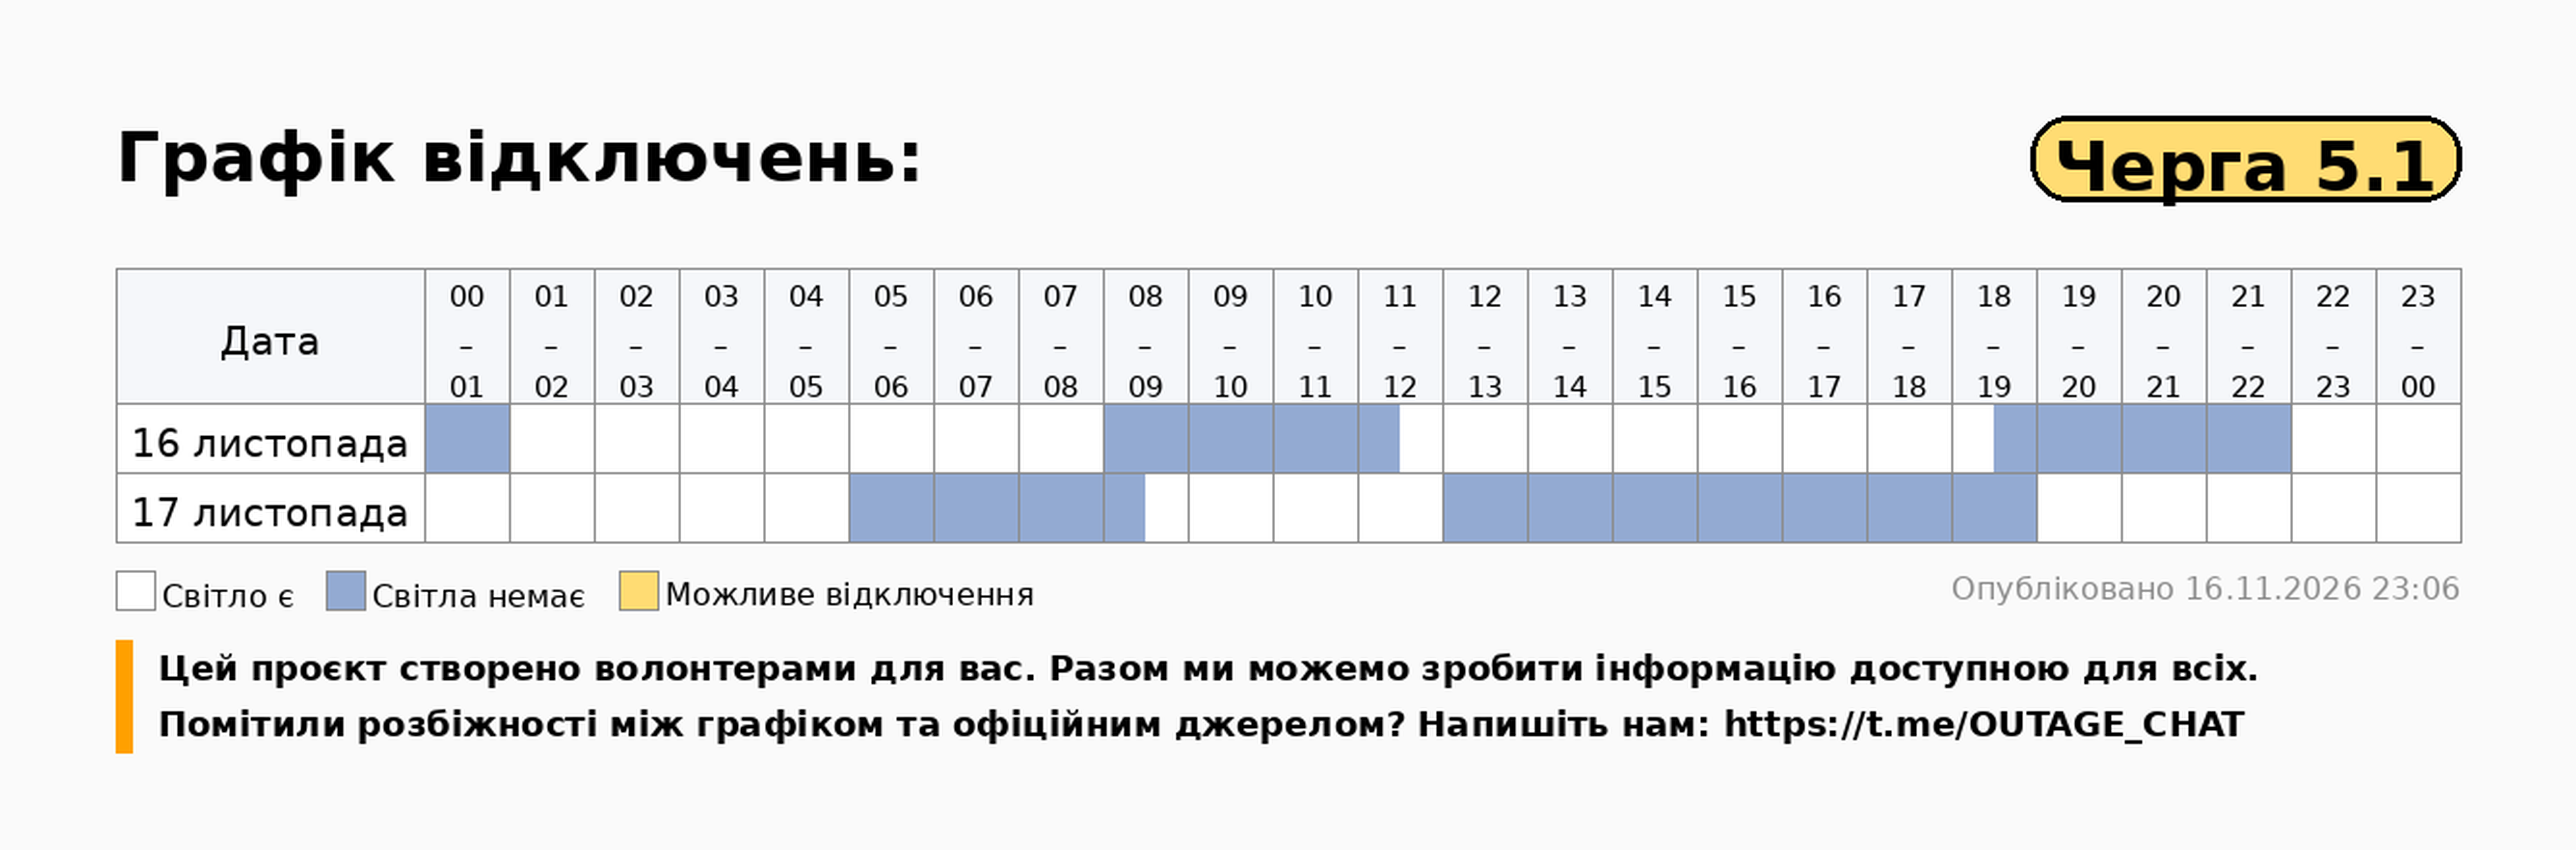 Графік відключень:
Черга 5.1
Дата
00 – 01
01 – 02
02 – 03
03 – 04
04 – 05
05 – 06
06 – 07
07 – 08
08 – 09
09 – 10
10 – 11
11 – 12
12 – 13
13 – 14
14 – 15
15 – 16
16 – 17
17 – 18
18 – 19
19 – 20
20 – 21
21 – 22
22 – 23
23 – 00
16 листопада
17 листопада
Світло є
Світла немає
Можливе відключення
Опубліковано 16.11.2026 23:06
Цей проєкт створено волонтерами для вас. Разом ми можемо зробити інформацію доступною для всіх.
Помітили розбіжності між графіком та офіційним джерелом? Напишіть нам: https://t.me/OUTAGE_CHAT